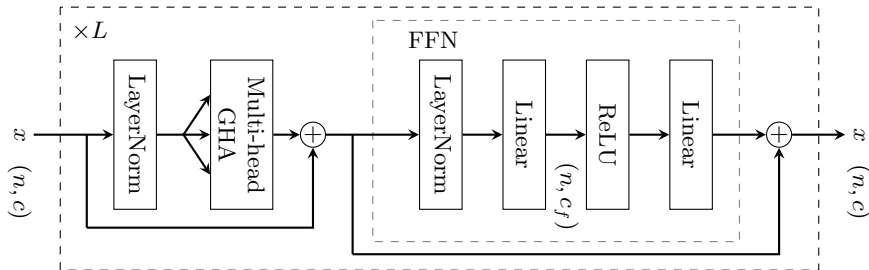 ×L
FFN
x (n, c)
LayerNorm
Multi-head
GHA
+
LayerNorm
Linear
(n, c_f)
ReLU
Linear
+
x (n, c)